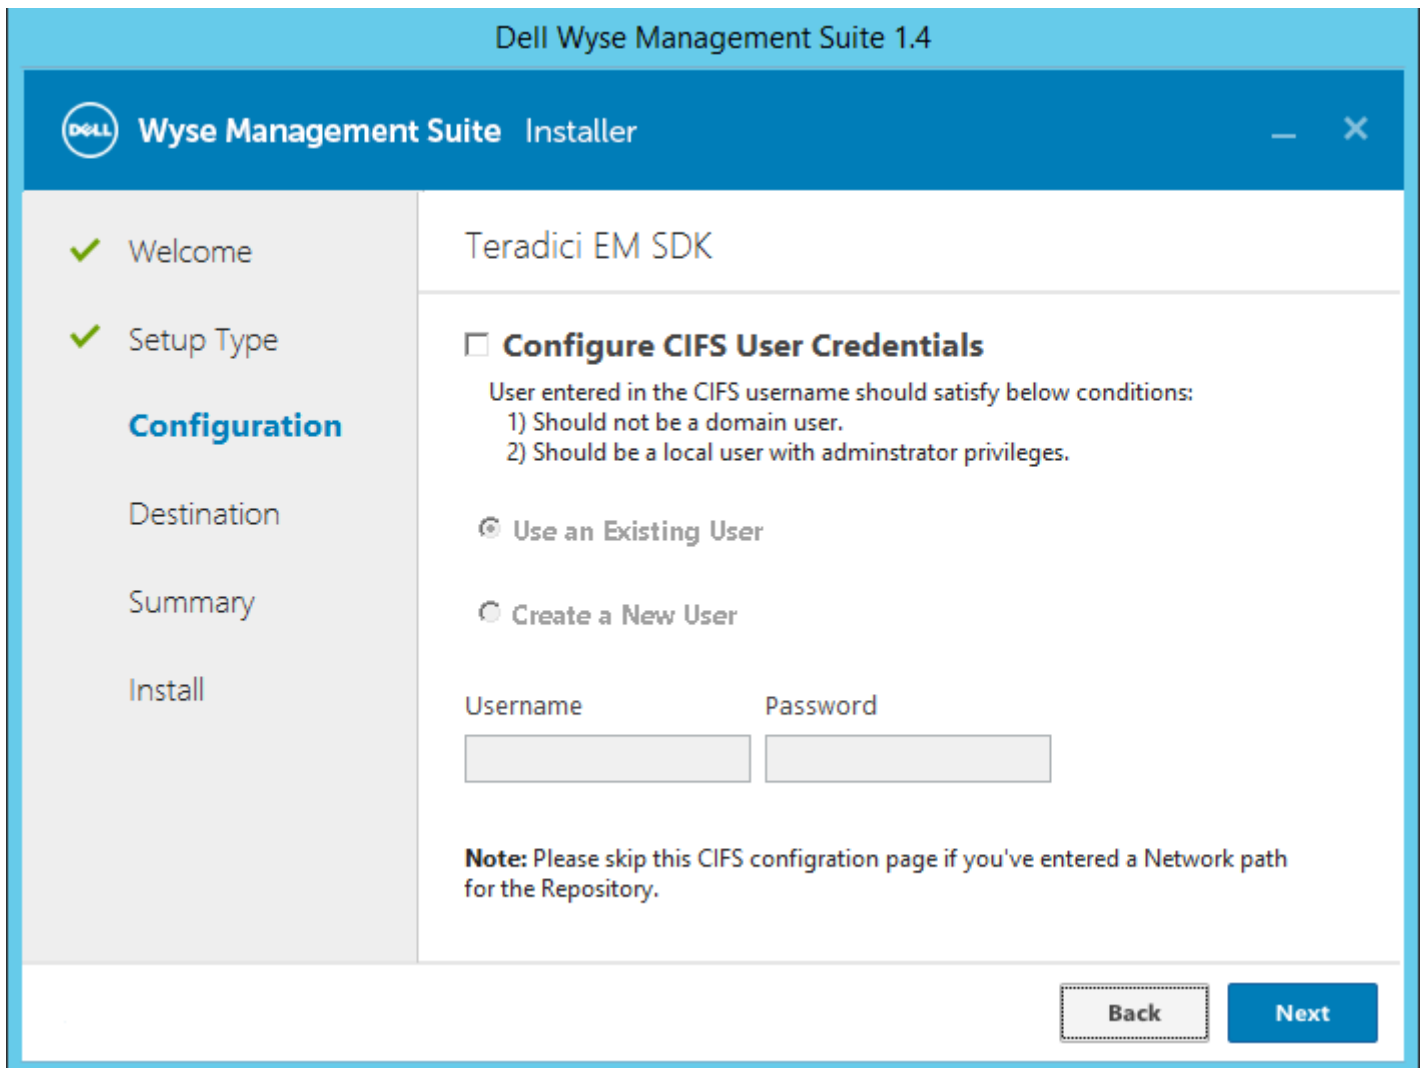 Dell Wyse Management Suite 1.4
DELL Wyse Management Suite Installer
Welcome
Setup Type
Configuration
Destination
Summary
Install
Teradici EM SDK
Configure CIFS User Credentials
User entered in the CIFS username should satisfy below conditions:
1) Should not be a domain user.
2) Should be a local user with adminstrator privileges.
Use an Existing User
Create a New User
Username Password
Note: Please skip this CIFS configration page if you've entered a Network path
for the Repository.
Back Next